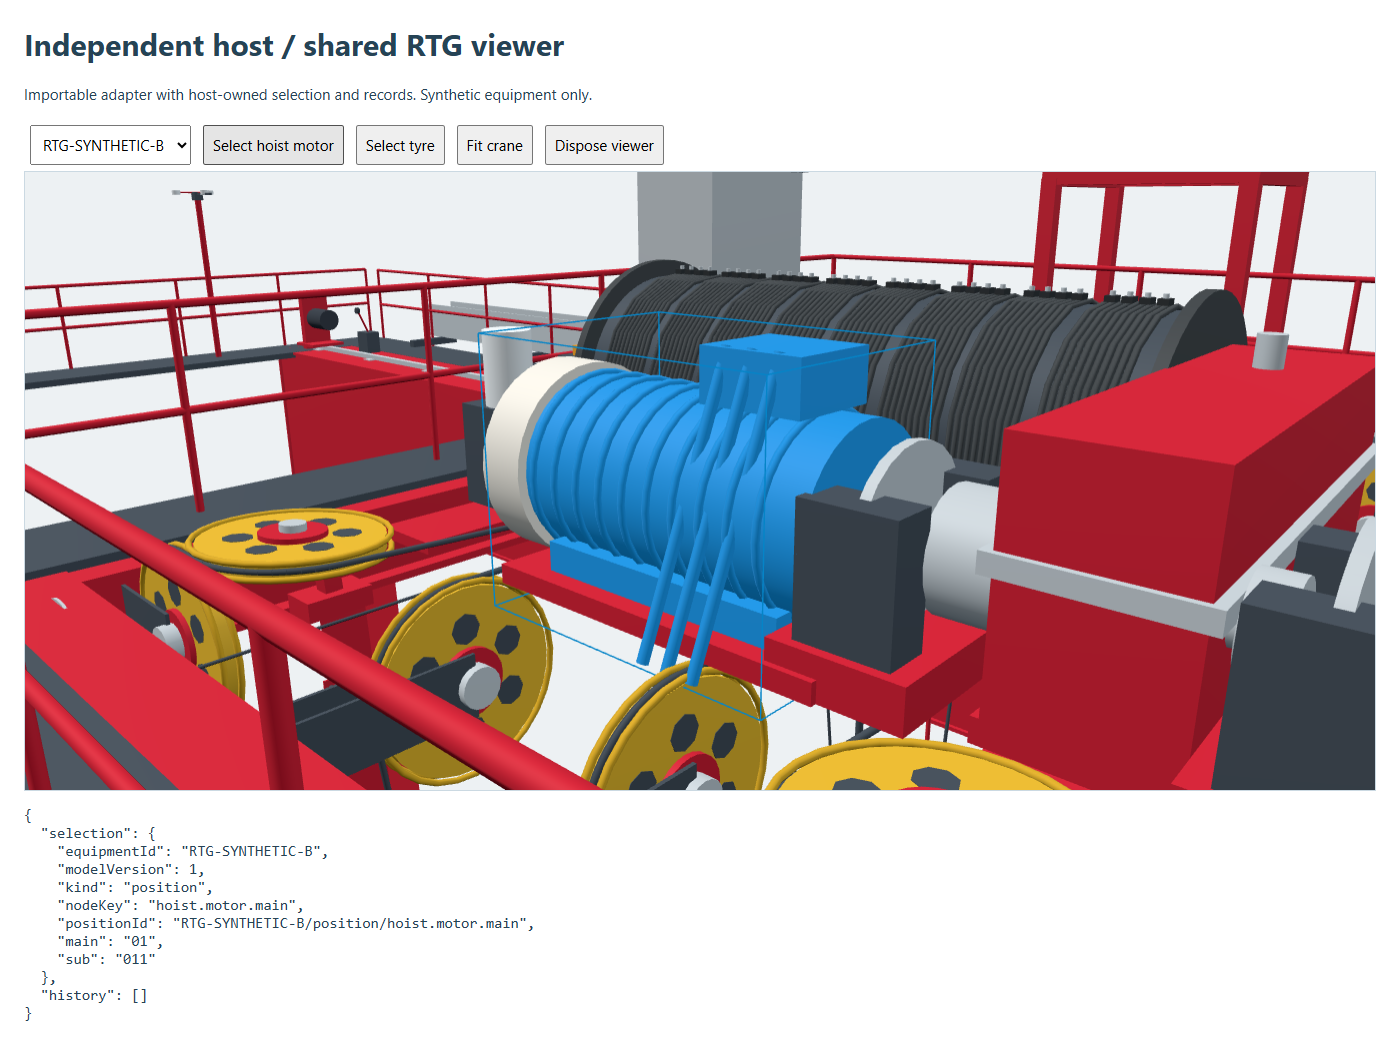 Independent host / shared RTG viewer
Importable adapter with host-owned selection and records. Synthetic equipment only.
RTG-SYNTHETIC-B Select hoist motor Select tyre Fit crane Dispose viewer
{
  "selection": {
    "equipmentId": "RTG-SYNTHETIC-B",
    "modelVersion": 1,
    "kind": "position",
    "nodeKey": "hoist.motor.main",
    "positionId": "RTG-SYNTHETIC-B/position/hoist.motor.main",
    "main": "01",
    "sub": "011"
  },
  "history": []
}